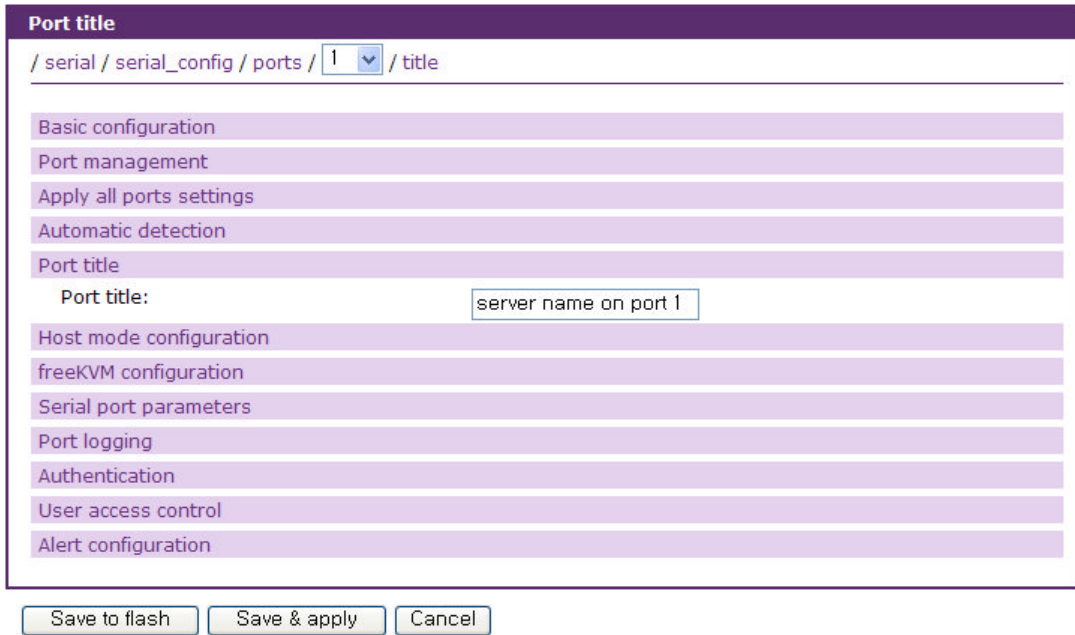 Port title
/ serial / serial_config / ports / 1 / title
Basic configuration
Port management
Apply all ports settings
Automatic detection
Port title
Port title: server name on port 1
Host mode configuration
freeKVM configuration
Serial port parameters
Port logging
Authentication
User access control
Alert configuration
Save to flash Save & apply Cancel